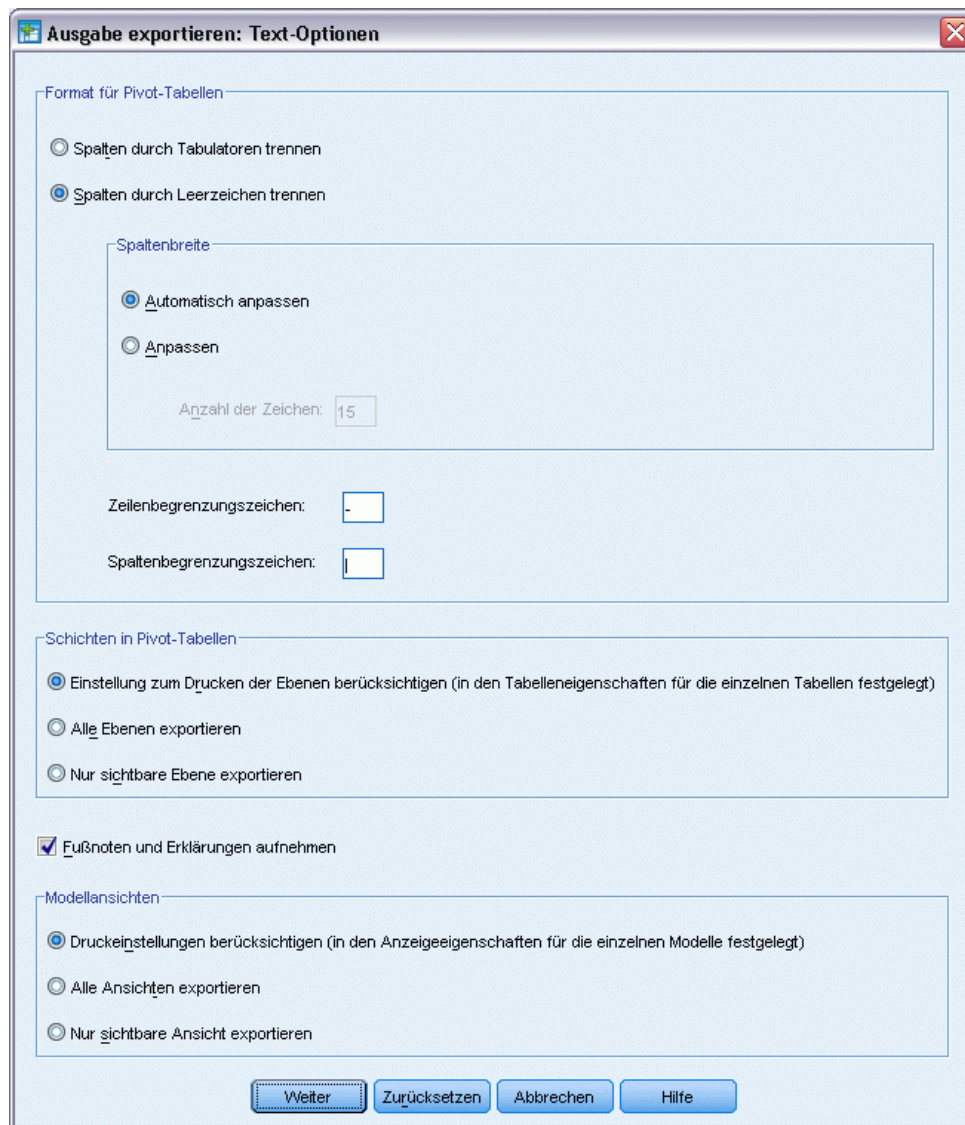 Ausgabe exportieren: Text-Optionen
Format für Pivot-Tabellen
Spalten durch Tabulatoren trennen
Spalten durch Leerzeichen trennen
Spaltenbreite
Automatisch anpassen
Anpassen
Anzahl der Zeichen: 15
Zeilenbegrenzungszeichen: -
Spaltenbegrenzungszeichen: |
Schichten in Pivot-Tabellen
Einstellung zum Drucken der Ebenen berücksichtigen (in den Tabelleneigenschaften für die einzelnen Tabellen festgelegt)
Alle Ebenen exportieren
Nur sichtbare Ebene exportieren
Fußnoten und Erklärungen aufnehmen
Modellansichten
Druckeinstellungen berücksichtigen (in den Anzeigeeigenschaften für die einzelnen Modelle festgelegt)
Alle Ansichten exportieren
Nur sichtbare Ansicht exportieren
Weiter Zurücksetzen Abbrechen Hilfe